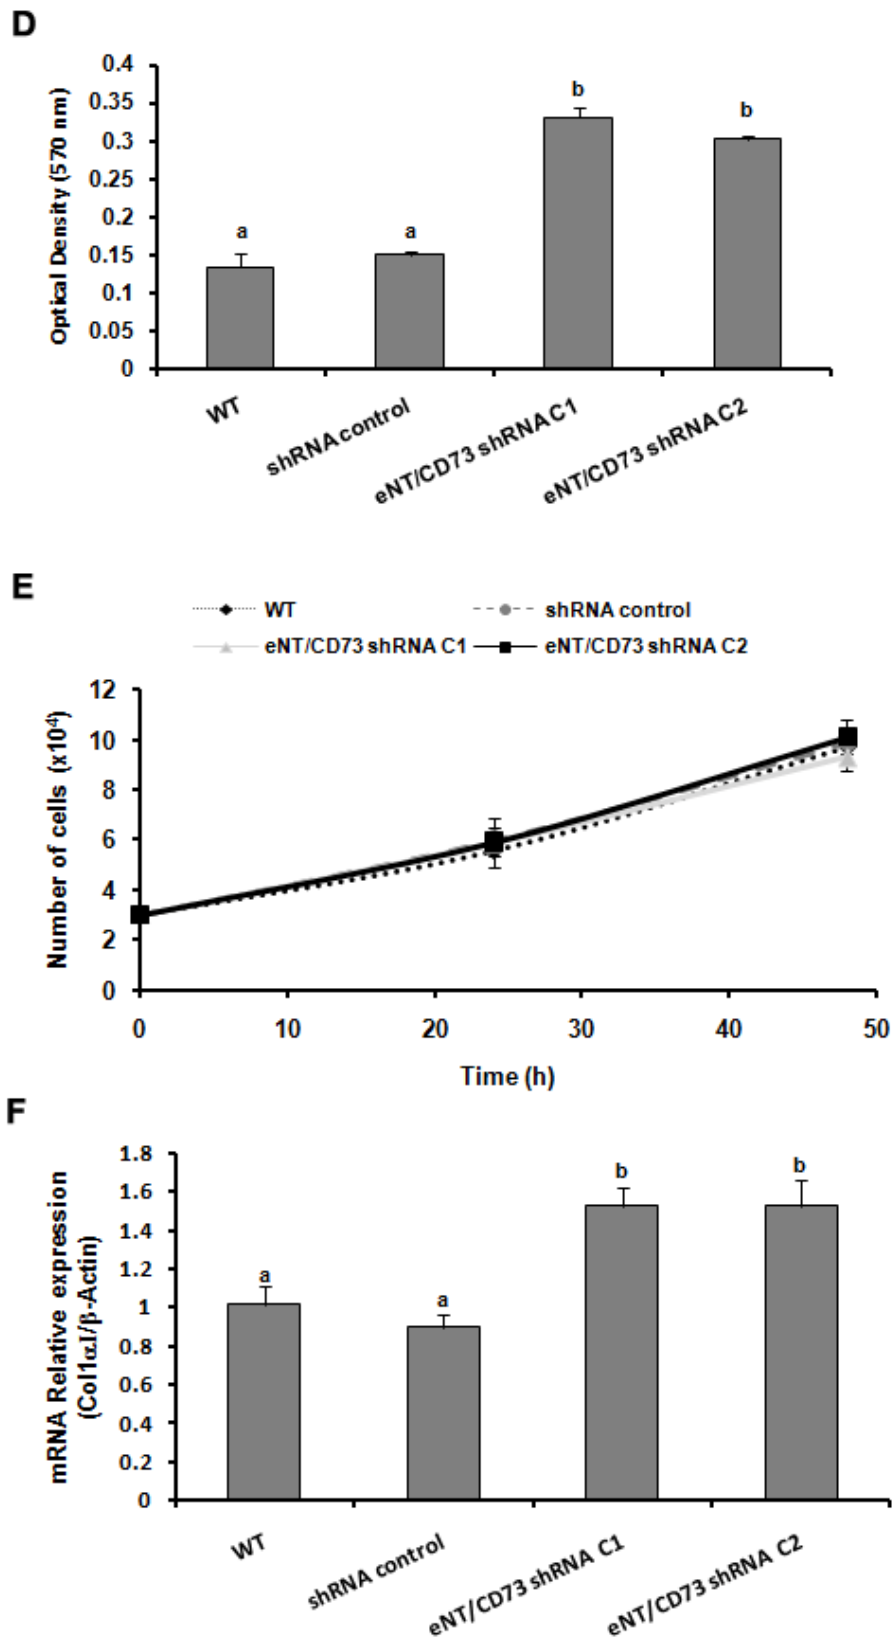 D
Optical Density (570 nm)
0.4
0.35
0.3
0.25
0.2
0.15
0.1
0.05
0
a
a
b
b
WT
shRNA control
eNT/CD73 shRNA C1
eNT/CD73 shRNA C2
E
WT
shRNA control
eNT/CD73 shRNA C1
eNT/CD73 shRNA C2
Number of cells (x10⁴)
12
10
8
6
4
2
0
0 10 20 30 40 50
Time (h)
F
mRNA Relative expression
(Col1αI/β-Actin)
1.8
1.6
1.4
1.2
1
0.8
0.6
0.4
0.2
0
a
a
b
b
WT
shRNA control
eNT/CD73 shRNA C1
eNT/CD73 shRNA C2